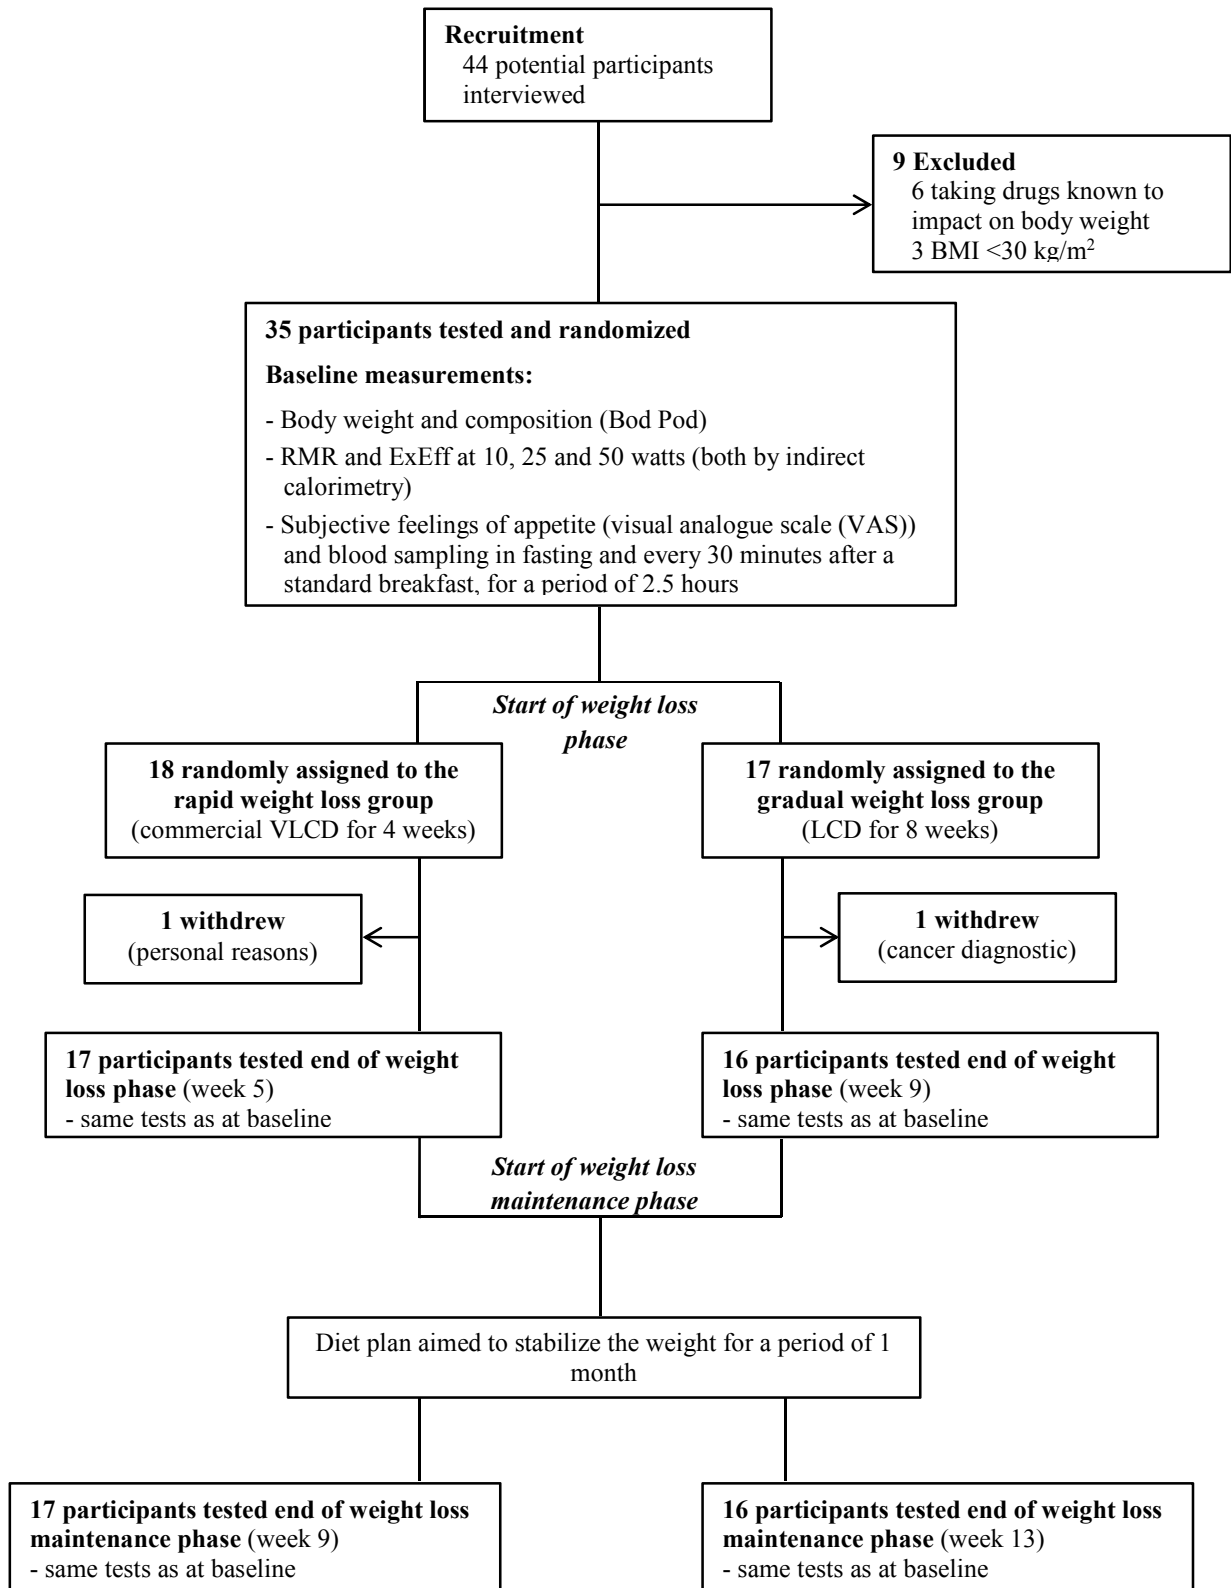 Recruitment
44 potential participants
interviewed
9 Excluded
6 taking drugs known to
impact on body weight
3 BMI <30 kg/m²
35 participants tested and randomized
Baseline measurements:
- Body weight and composition (Bod Pod)
- RMR and ExEff at 10, 25 and 50 watts (both by indirect
calorimetry)
- Subjective feelings of appetite (visual analogue scale (VAS))
and blood sampling in fasting and every 30 minutes after a
standard breakfast, for a period of 2.5 hours
Start of weight loss
phase
18 randomly assigned to the
rapid weight loss group
(commercial VLCD for 4 weeks)
17 randomly assigned to the
gradual weight loss group
(LCD for 8 weeks)
1 withdrew
(personal reasons)
1 withdrew
(cancer diagnostic)
17 participants tested end of weight
loss phase (week 5)
- same tests as at baseline
16 participants tested end of weight
loss phase (week 9)
- same tests as at baseline
Start of weight loss
maintenance phase
Diet plan aimed to stabilize the weight for a period of 1
month
17 participants tested end of weight loss
maintenance phase (week 9)
- same tests as at baseline
16 participants tested end of weight loss
maintenance phase (week 13)
- same tests as at baseline